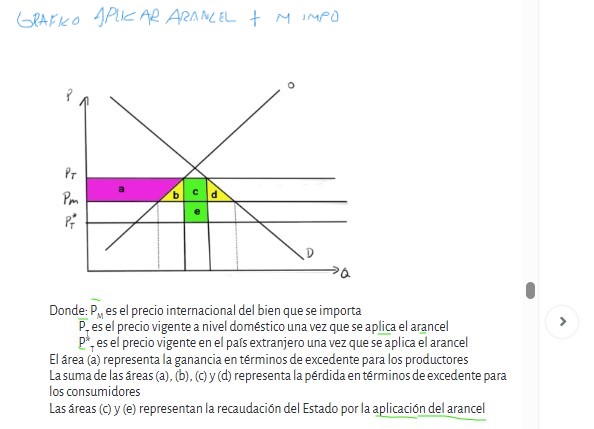 GRAFICO APLICAR ARANCEL + M IMPO
P
O
P_T
a
b c d
P_m
P*_T
e
D
Q
Donde: P_M es el precio internacional del bien que se importa
P_T es el precio vigente a nivel doméstico una vez que se aplica el arancel
P*_T es el precio vigente en el país extranjero una vez que se aplica el arancel
El área (a) representa la ganancia en términos de excedente para los productores
La suma de las áreas (a), (b), (c) y (d) representa la pérdida en términos de excedente para
los consumidores
Las áreas (c) y (e) representan la recaudación del Estado por la aplicación del arancel